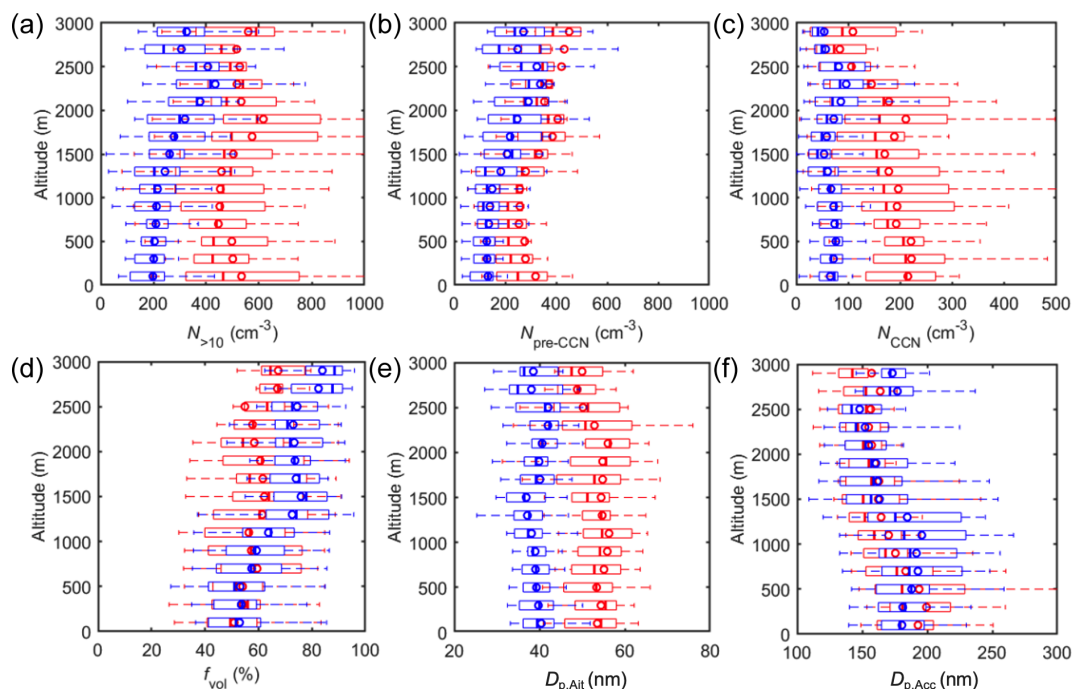 (a) (b) (c)
3000 3000 3000
2500 2500 2500
2000 2000 2000
Altitude (m) Altitude (m) Altitude (m)
1500 1500 1500
1000 1000 1000
500 500 500
0 0 0
0 200 400 600 800 1000 0 200 400 600 800 1000 0 100 200 300 400 500
N>10 (cm−3) Npre-CCN (cm−3) NCCN (cm−3)
(d) (e) (f)
3000 3000 3000
2500 2500 2500
2000 2000 2000
Altitude (m) Altitude (m) Altitude (m)
1500 1500 1500
1000 1000 1000
500 500 500
0 0 0
0 20 40 60 80 100 20 40 60 80 100 150 200 250 300
fvol (%) Dp,Ait (nm) Dp,Acc (nm)